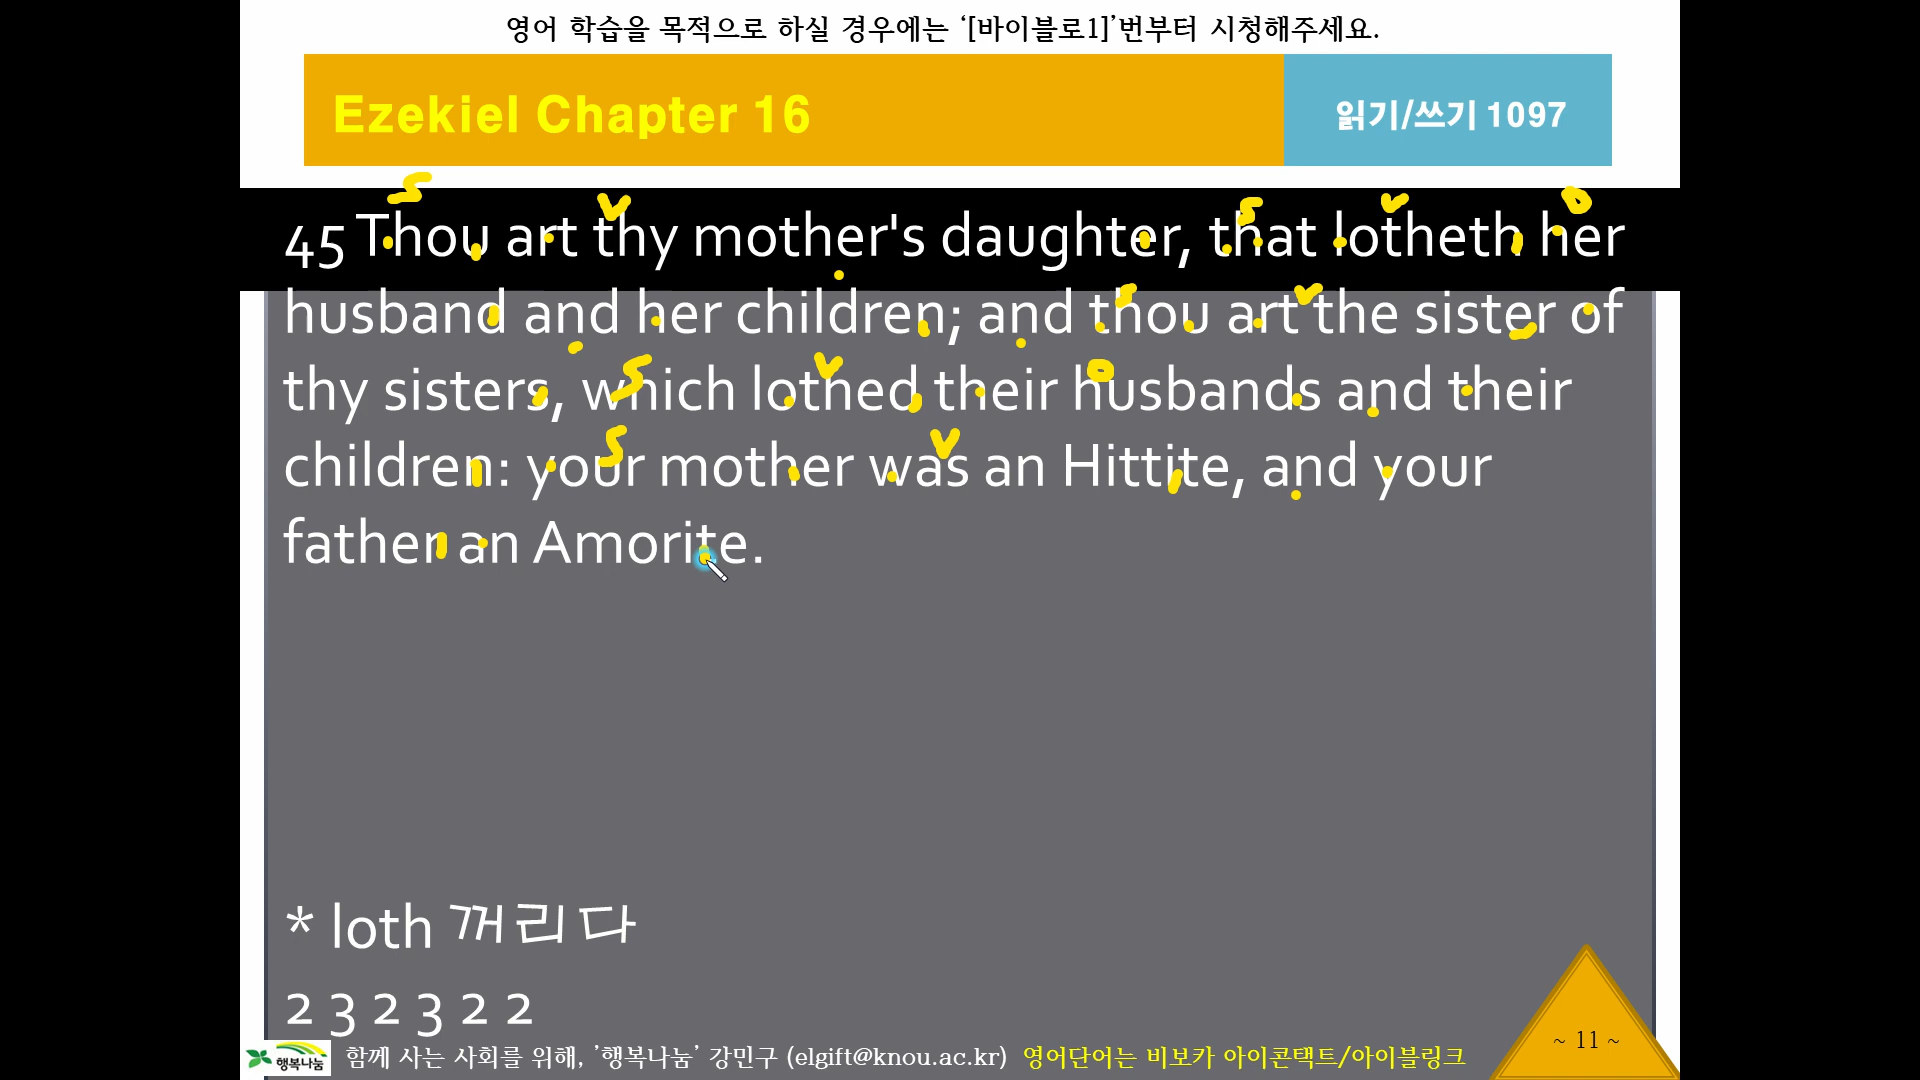 영어 학습을 목적으로 하실 경우에는 ‘[바이블로1]’번부터 시청해주세요.
Ezekiel Chapter 16
읽기/쓰기 1097
45 Thou art thy mother's daughter, that lotheth her
husband and her children; and thou art the sister of
thy sisters, which lothed their husbands and their
children: your mother was an Hittite, and your
father an Amorite.
* loth 꺼리다
2 3 2 3 2 2
~ 11 ~
행복나눔 함께 사는 사회를 위해, ’행복나눔’ 강민구 (elgift@knou.ac.kr) 영어단어는 비보카 아이콘택트/아이블링크